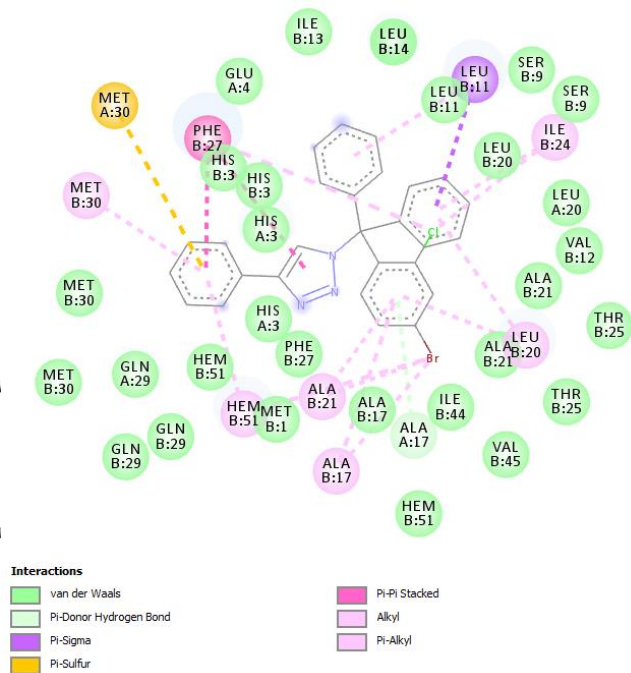 ILE
B:13
LEU
B:14
GLU
A:4
LEU
B:11
SER
B:9
MET
A:30
LEU
B:11
SER
B:9
PHE
B:27
ILE
B:24
HIS
B:3
LEU
B:20
HIS
B:3
MET
B:30
LEU
A:20
HIS
A:3
Cl
VAL
B:12
N
N
N
ALA
B:21
MET
B:30
HIS
A:3
THR
B:25
PHE
B:27
LEU
B:20
ALA
B:21
Br
HEM
B:51
GLN
A:29
MET
B:30
ALA
B:21
THR
B:25
HEM
B:51
MET
B:1
ALA
B:17
ILE
B:44
ALA
A:17
GLN
B:29
GLN
B:29
VAL
B:45
ALA
B:17
HEM
B:51
Interactions
van der Waals
Pi-Donor Hydrogen Bond
Pi-Sigma
Pi-Sulfur
Pi-Pi Stacked
Alkyl
Pi-Alkyl